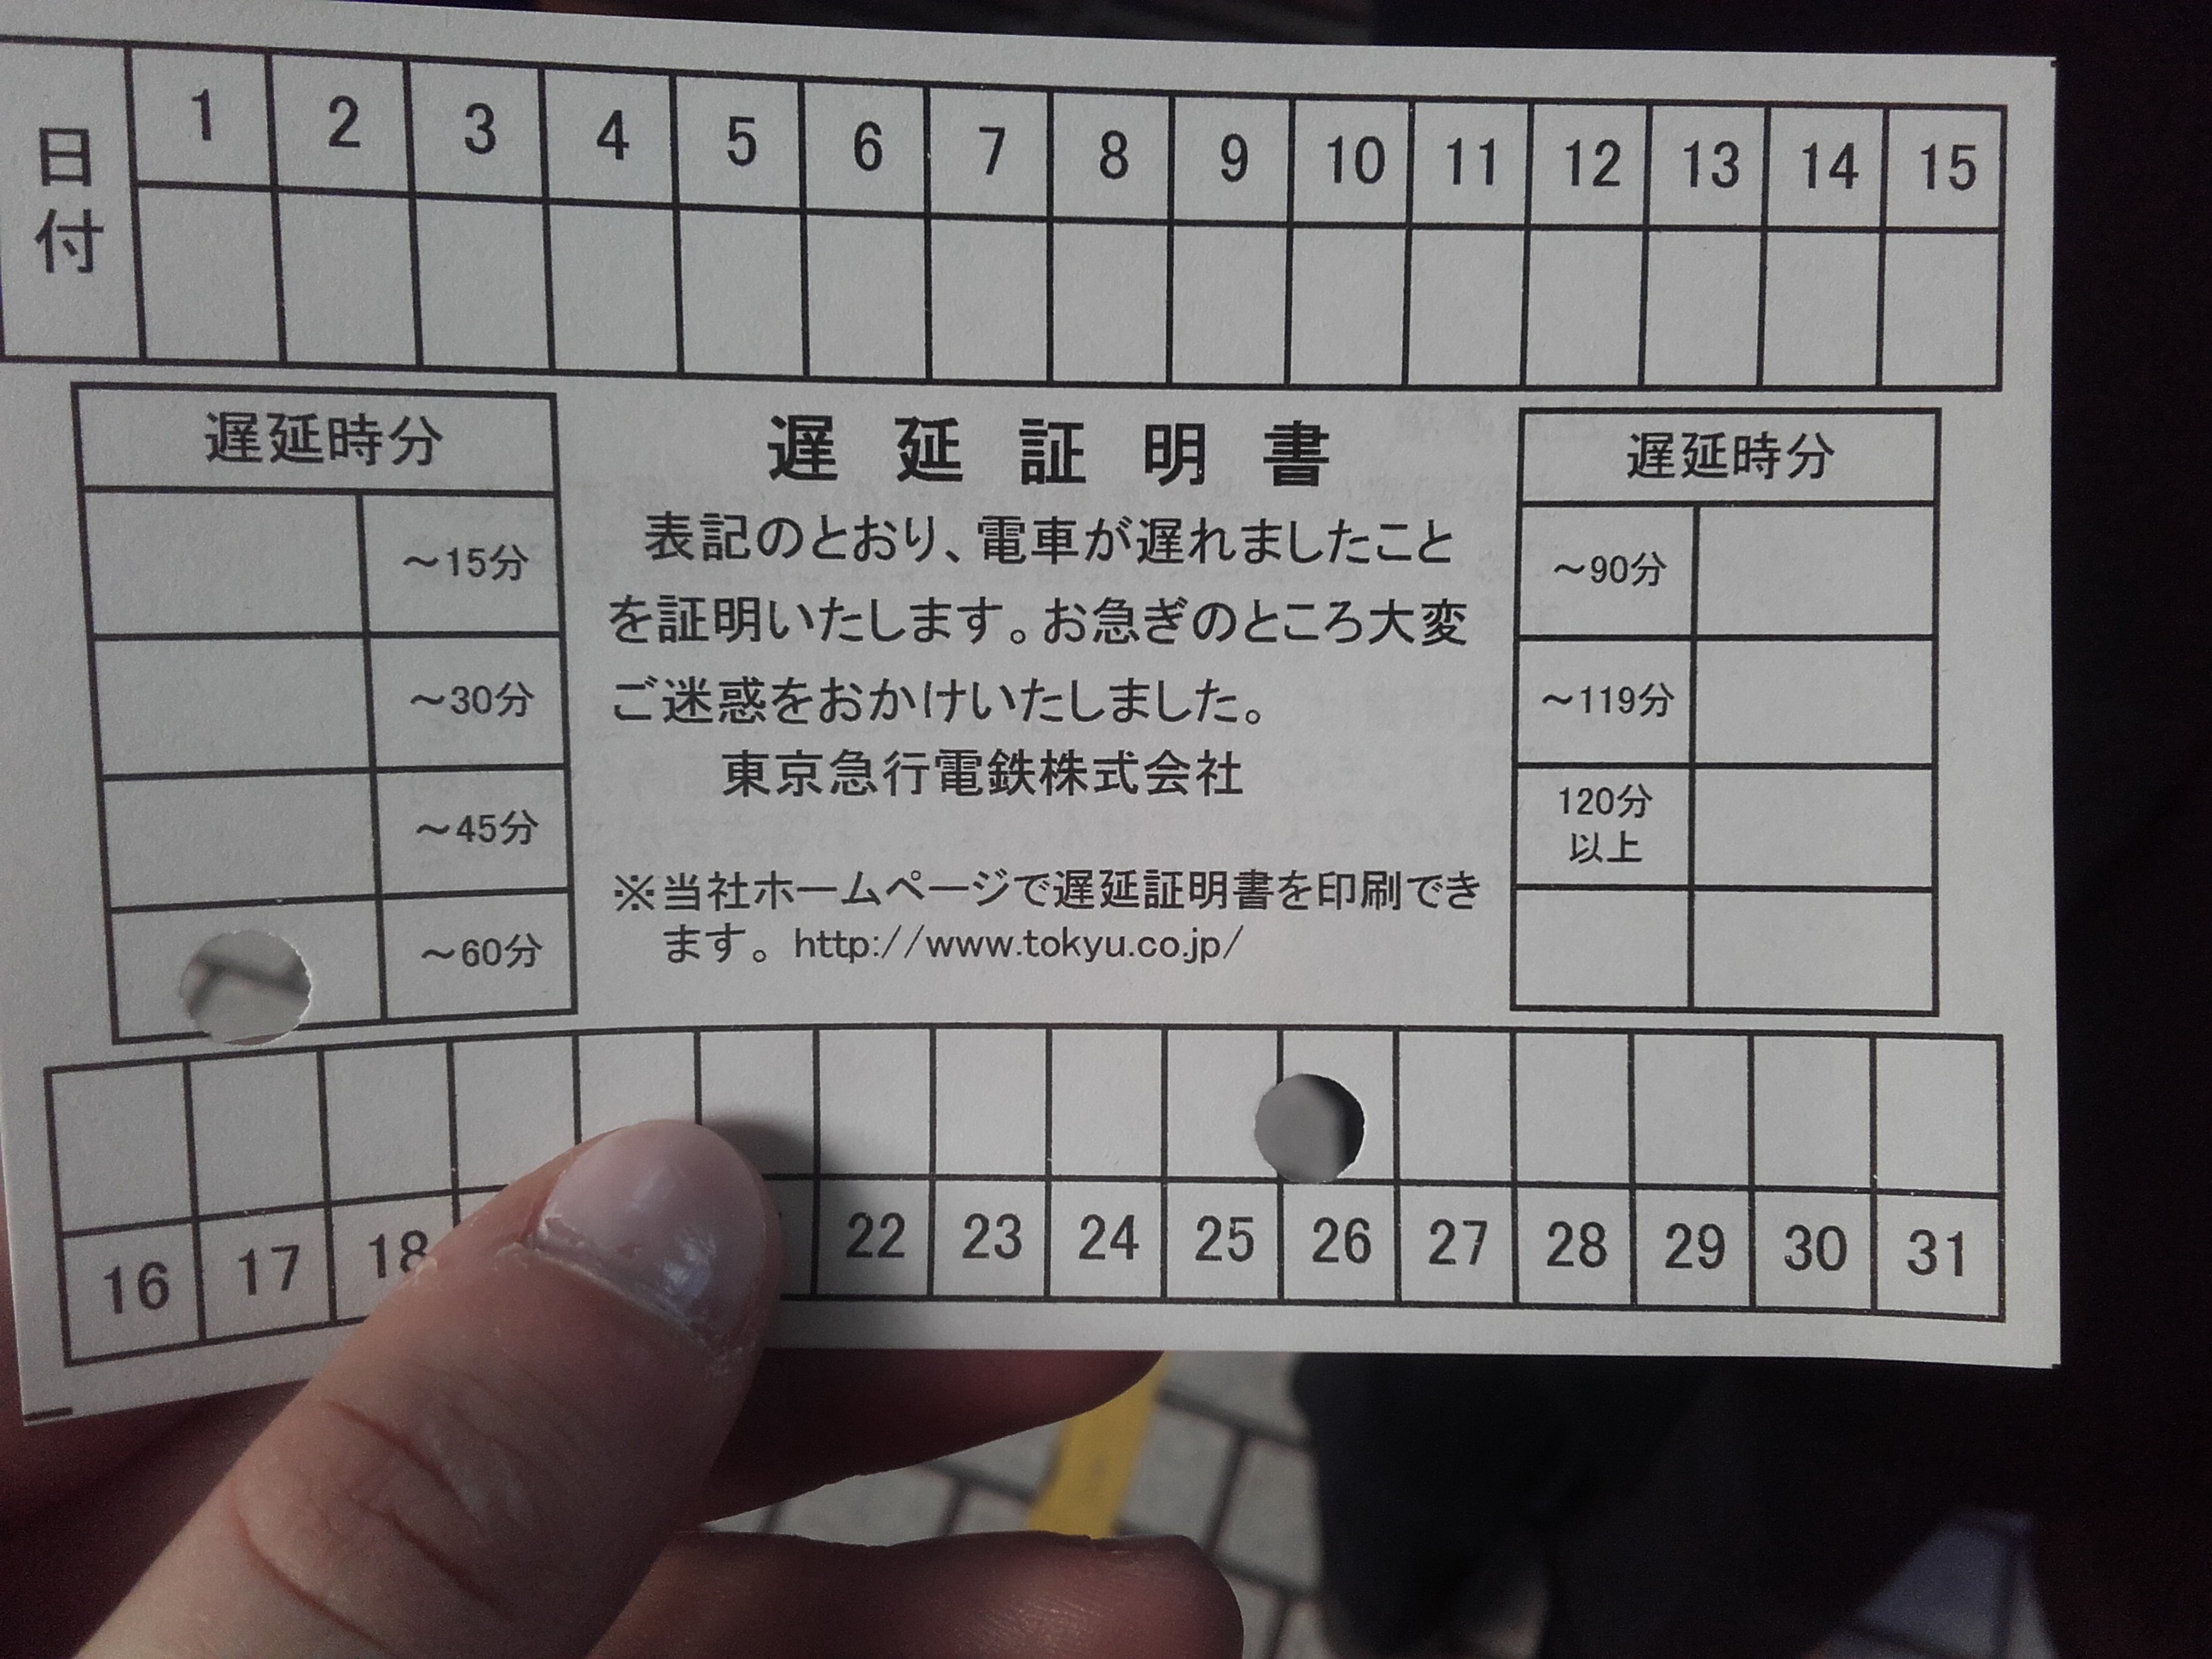 日付
1 2 3 4 5 6 7 8 9 10 11 12 13 14 15
遅延時分
～15分
～30分
～45分
～60分
遅延証明書
表記のとおり、電車が遅れましたこと
を証明いたします。お急ぎのところ大変
ご迷惑をおかけいたしました。
東京急行電鉄株式会社
※当社ホームページで遅延証明書を印刷でき
ます。http://www.tokyu.co.jp/
遅延時分
～90分
～119分
120分
以上
16 17 18 22 23 24 25 26 27 28 29 30 31